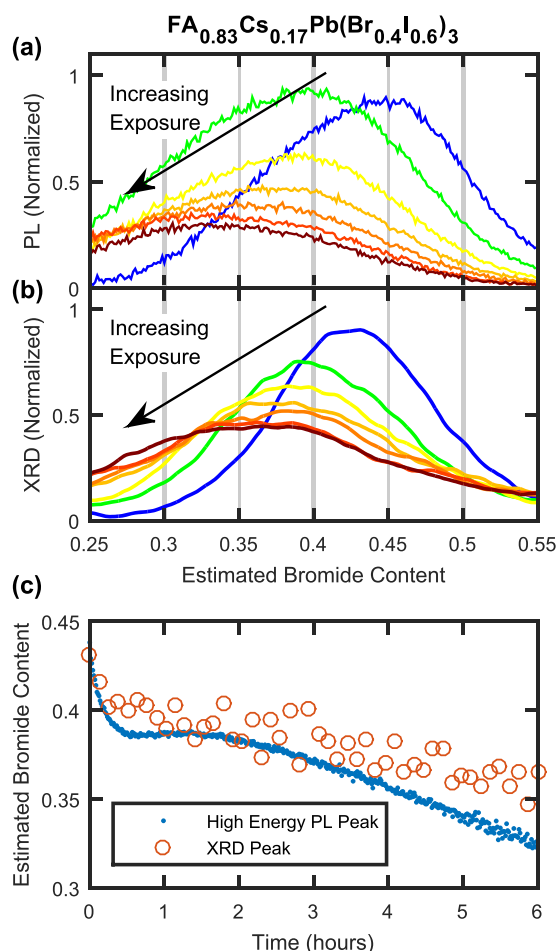 FA0.83Cs0.17Pb(Br0.4I0.6)3
(a)
1
Increasing
Exposure
0.5
PL (Normalized)
0
(b)
1
Increasing
Exposure
0.5
XRD (Normalized)
0
0.25 0.3 0.35 0.4 0.45 0.5 0.55
Estimated Bromide Content
(c)
0.45
0.4
0.35
0.3
Estimated Bromide Content
High Energy PL Peak
XRD Peak
0 1 2 3 4 5 6
Time (hours)